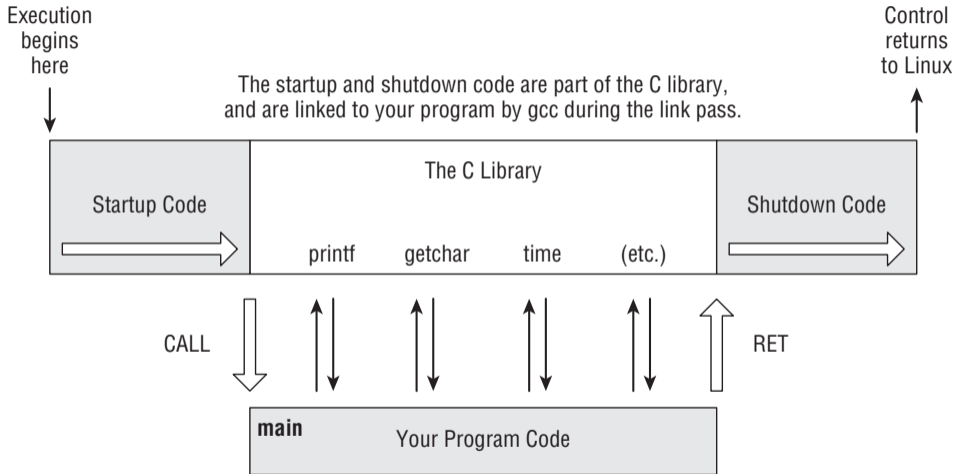 Execution
begins
here
Control
returns
to Linux
The startup and shutdown code are part of the C library,
and are linked to your program by gcc during the link pass.
The C Library
Startup Code
Shutdown Code
printf getchar time (etc.)
CALL
RET
main
Your Program Code